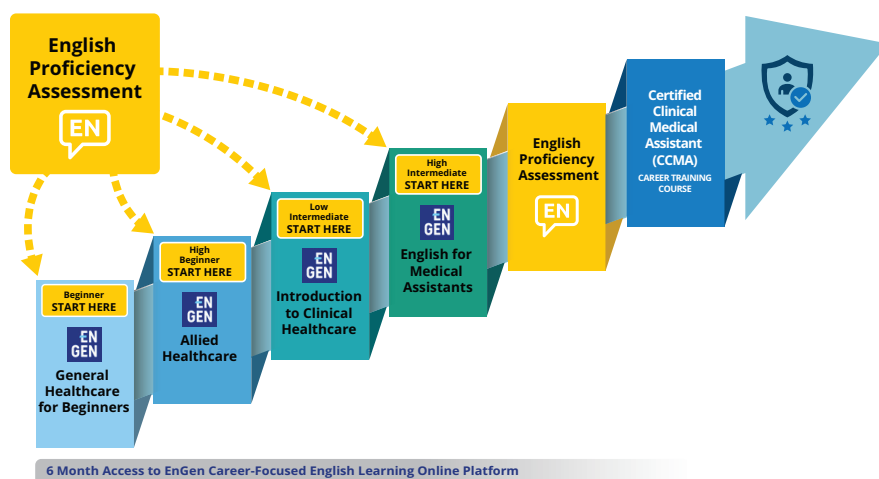 English
Proficiency
Assessment
EN
Beginner
START HERE
EN
GEN
General
Healthcare
for Beginners
High
Beginner
START HERE
EN
GEN
Allied
Healthcare
Low
Intermediate
START HERE
EN
GEN
Introduction
to Clinical
Healthcare
High
Intermediate
START HERE
EN
GEN
English for
Medical
Assistants
English
Proficiency
Assessment
EN
Certified
Clinical
Medical
Assistant
(CCMA)
CAREER TRAINING
COURSE
6 Month Access to EnGen Career-Focused English Learning Online Platform